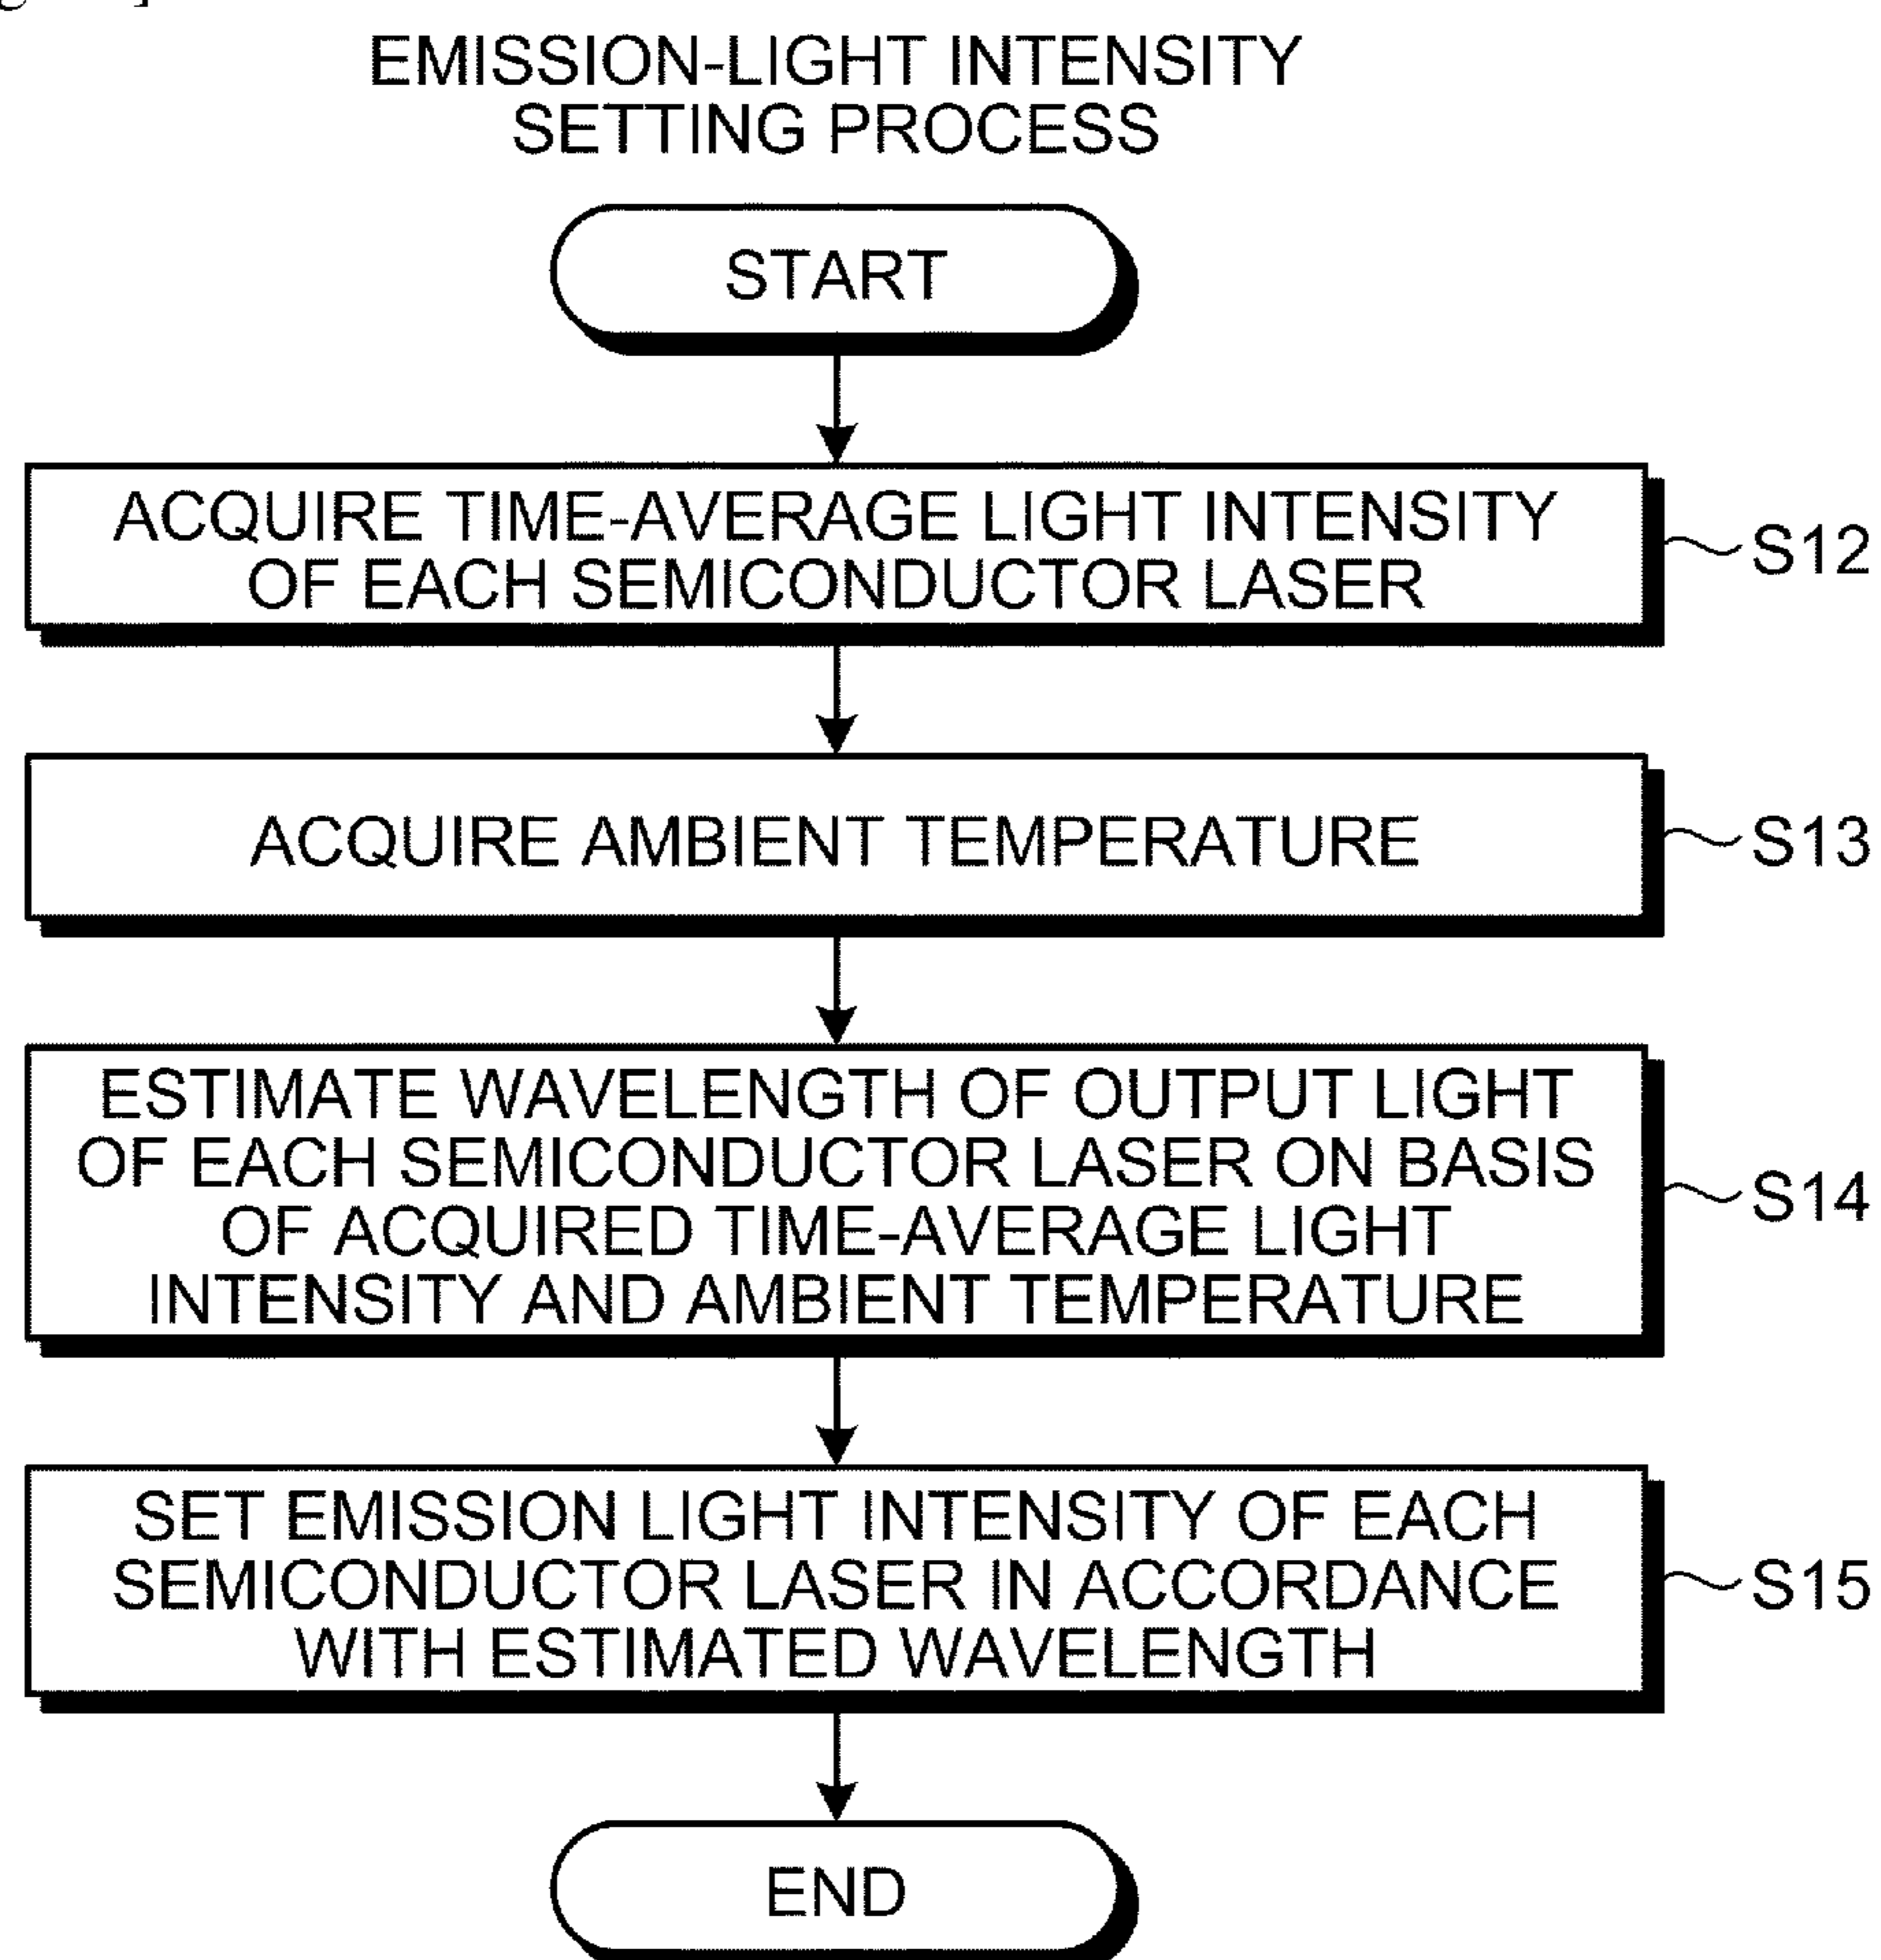 EMISSION-LIGHT INTENSITY
SETTING PROCESS
START
ACQUIRE TIME-AVERAGE LIGHT INTENSITY
OF EACH SEMICONDUCTOR LASER
S12
ACQUIRE AMBIENT TEMPERATURE
S13
ESTIMATE WAVELENGTH OF OUTPUT LIGHT
OF EACH SEMICONDUCTOR LASER ON BASIS
OF ACQUIRED TIME-AVERAGE LIGHT
INTENSITY AND AMBIENT TEMPERATURE
S14
SET EMISSION LIGHT INTENSITY OF EACH
SEMICONDUCTOR LASER IN ACCORDANCE
WITH ESTIMATED WAVELENGTH
S15
END